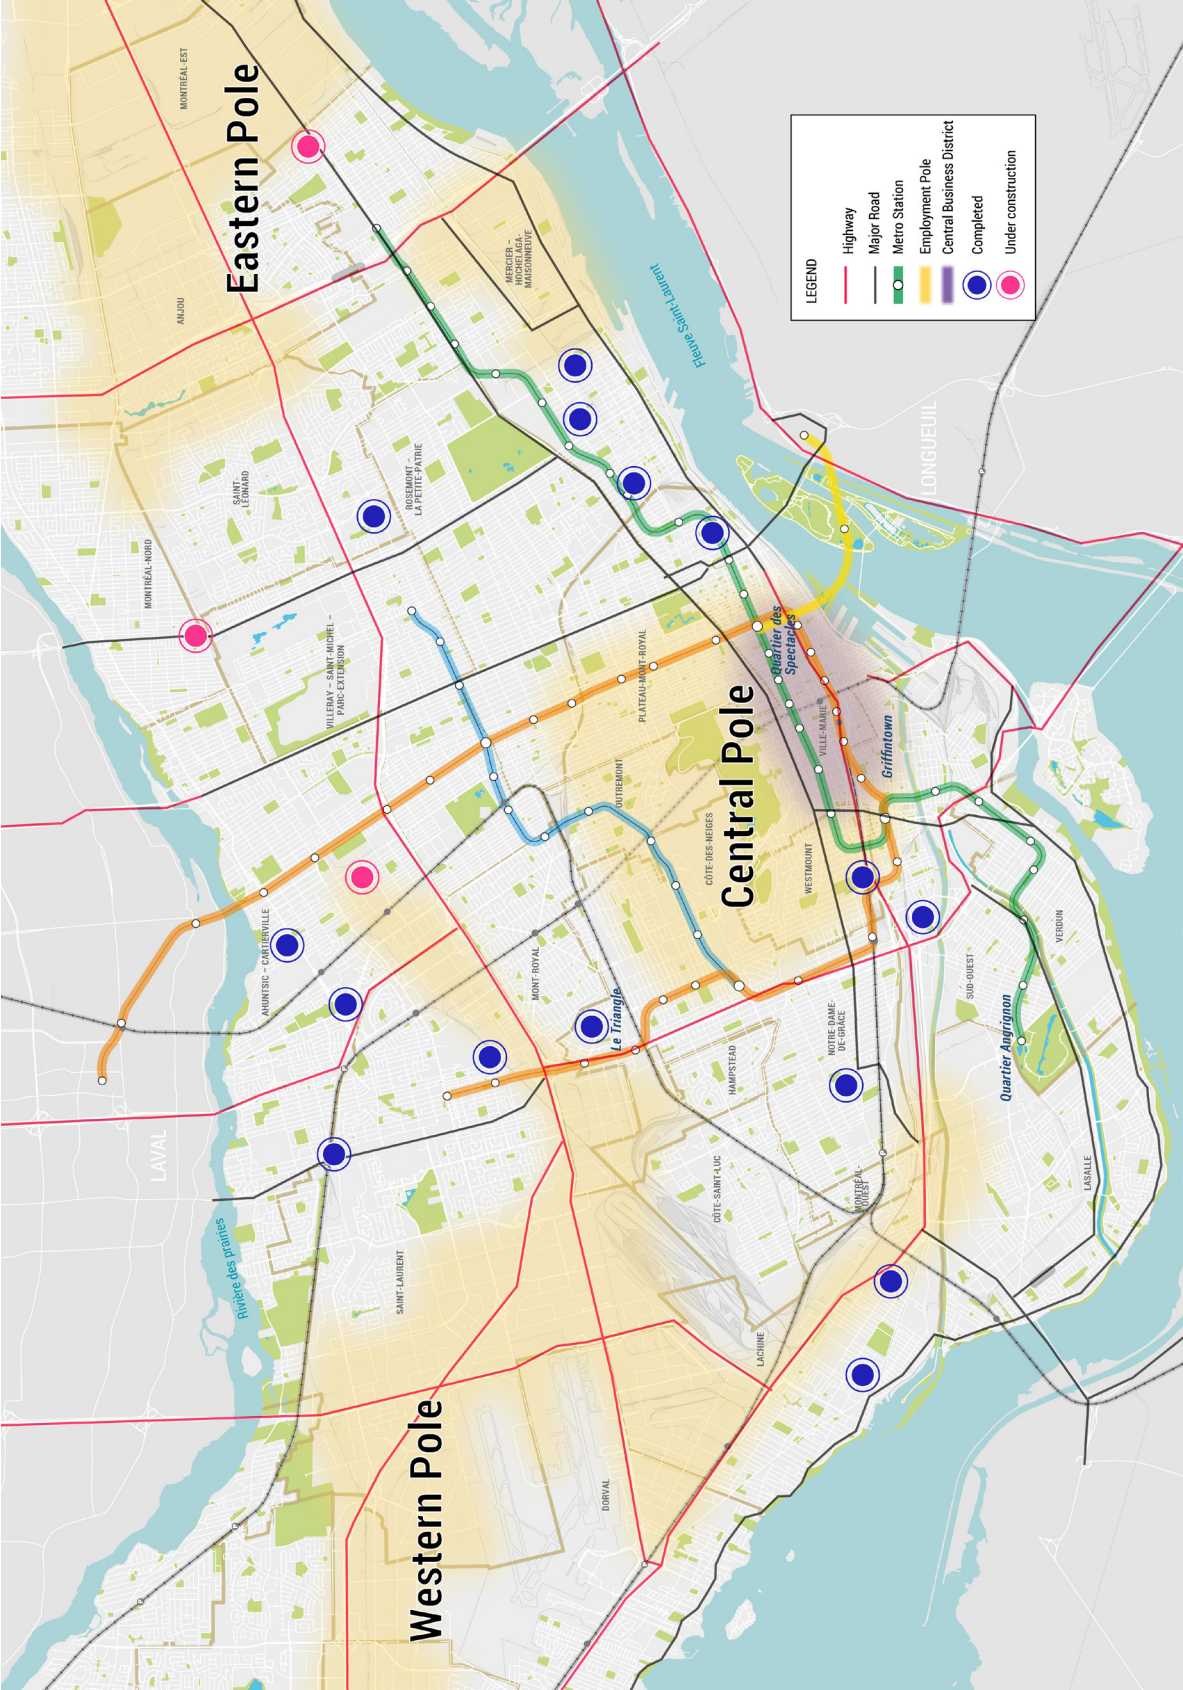 MONTRÉAL-EST
Eastern Pole
ANJOU
MERCIER –
HOCHELAGA-
MAISONNEUVE
Fleuve Saint-Laurent
LEGEND
Highway
Major Road
Metro Station
Employment Pole
Central Business District
Completed
Under construction
LONGUEUIL
SAINT-
LÉONARD
ROSEMONT –
LA PETITE-PATRIE
MONTRÉAL-NORD
VILLERAY – SAINT-MICHEL –
PARC-EXTENSION
PLATEAU-MONT-ROYAL
Quartier des
Spectacles
VILLE-MARIE
Griffintown
Central Pole
OUTREMONT
CÔTE-DES-NEIGES
WESTMOUNT
AHUNTSIC – CARTIERVILLE
MONT-ROYAL
Le Triangle
VERDUN
SUD-OUEST
Quartier Angrignon
NOTRE-DAME-
DE-GRÂCE
HAMPSTEAD
LAVAL
CÔTE-SAINT-LUC
MONTRÉAL-
OUEST
LASALLE
Rivière des prairies
SAINT-LAURENT
LACHINE
Western Pole
DORVAL